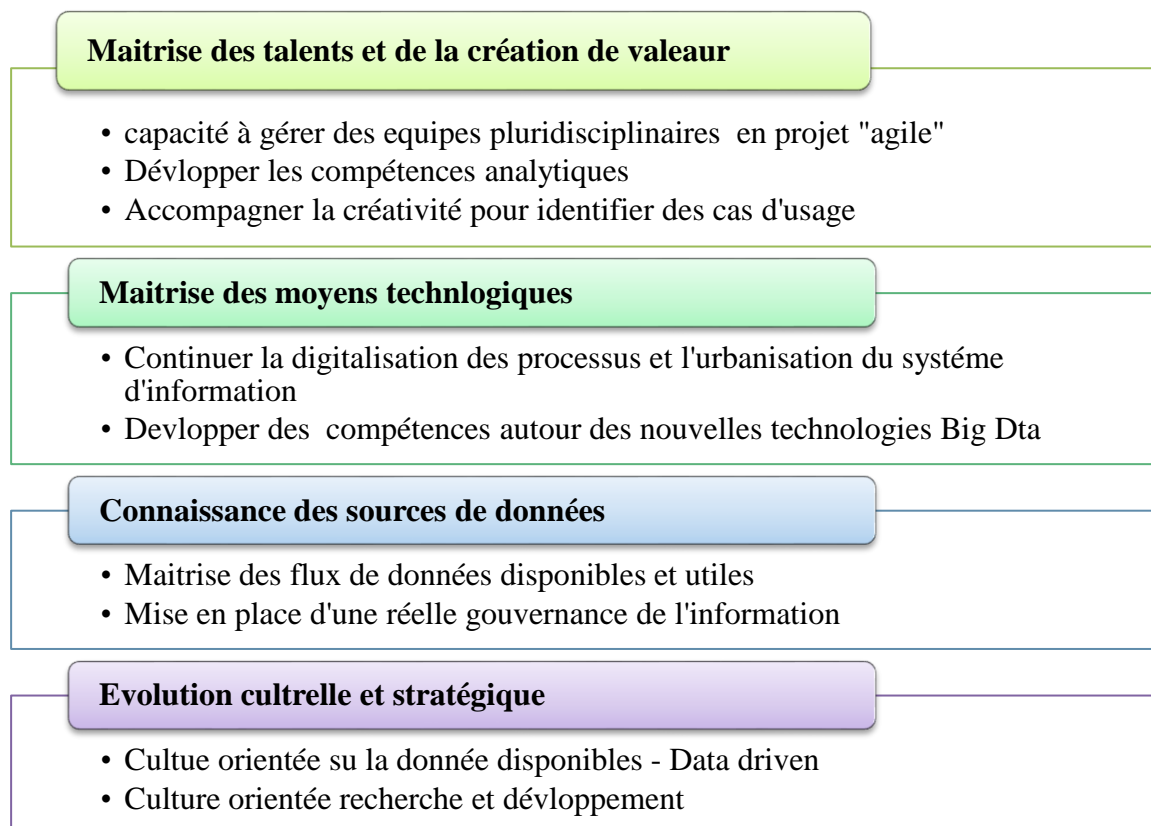 Maitrise des talents et de la création de valeaur
• capacité à gérer des equipes pluridisciplinaires en projet "agile"
• Dévlopper les compétences analytiques
• Accompagner la créativité pour identifier des cas d'usage
Maitrise des moyens technlogiques
• Continuer la digitalisation des processus et l'urbanisation du systéme
d'information
• Devlopper des compétences autour des nouvelles technologies Big Dta
Connaissance des sources de données
• Maitrise des flux de données disponibles et utiles
• Mise en place d'une réelle gouvernance de l'information
Evolution cultrelle et stratégique
• Cultue orientée su la donnée disponibles - Data driven
• Culture orientée recherche et dévloppement